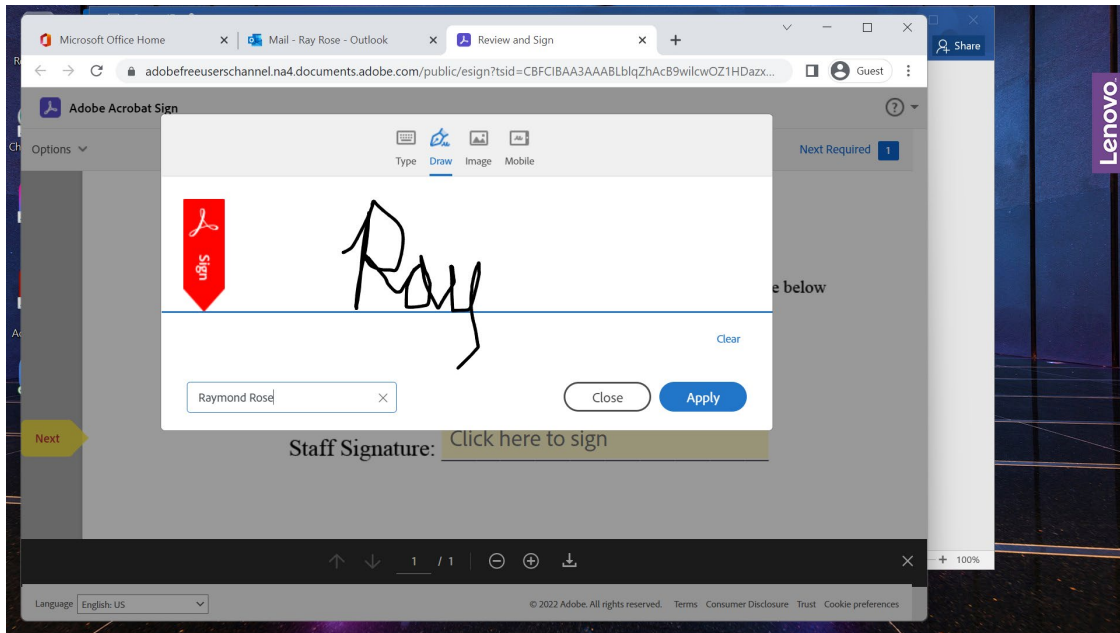 Microsoft Office Home
Mail - Ray Rose - Outlook
Review and Sign
Share
adobefreeuserschannel.na4.documents.adobe.com/public/esign?tsid=CBFCIBAA3AAABLblqZhAcB9wilcwOZ1HDazx...
Guest
Lenovo.
Adobe Acrobat Sign
Options
Type Draw Image Mobile
Next Required 1
Sign
Ray
e below
Clear
Raymond Rose
Close
Apply
Next
Staff Signature: Click here to sign
1 / 1
100%
Language English: US
© 2022 Adobe. All rights reserved. Terms Consumer Disclosure Trust Cookie preferences